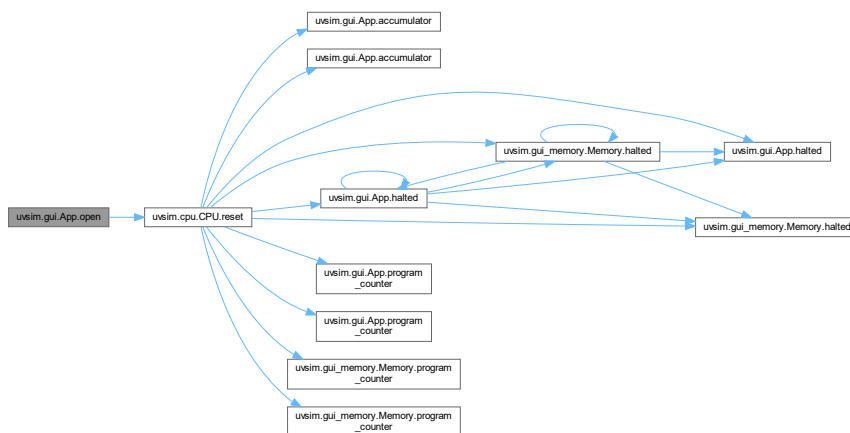 uvsim.gui.App.accumulator
uvsim.gui.App.accumulator
uvsim.gui_memory.Memory.halted
uvsim.gui.App.halted
uvsim.gui.App.halted
uvsim.gui.App.open
uvsim.cpu.CPU.reset
uvsim.gui_memory.Memory.halted
uvsim.gui.App.program
_counter
uvsim.gui.App.program
_counter
uvsim.gui_memory.Memory.program
_counter
uvsim.gui_memory.Memory.program
_counter